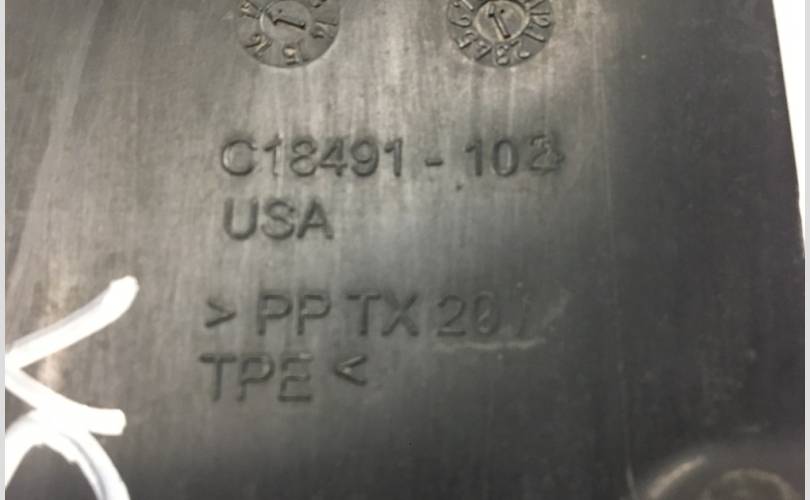 C18491 - 102
USA
> PP TX 20 /
TPE <